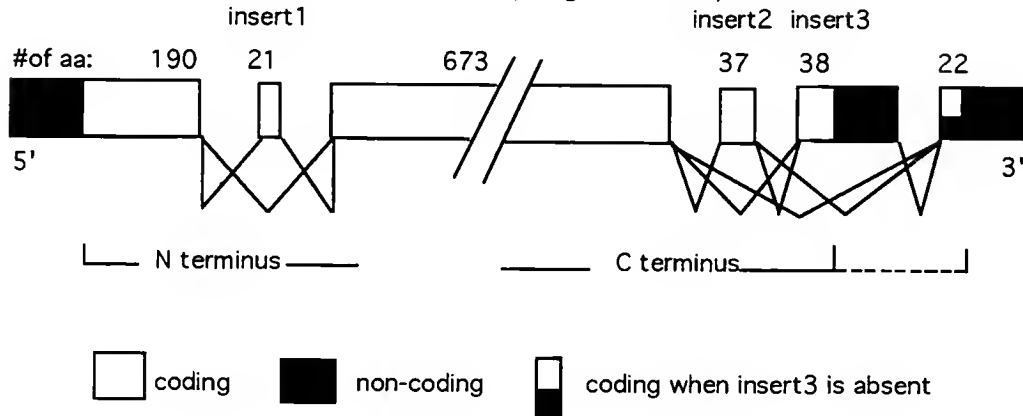 insert1
insert2 insert3
#of aa: 190 21 673 37 38 22
5' 3'
N terminus C terminus
coding non-coding coding when insert3 is absent